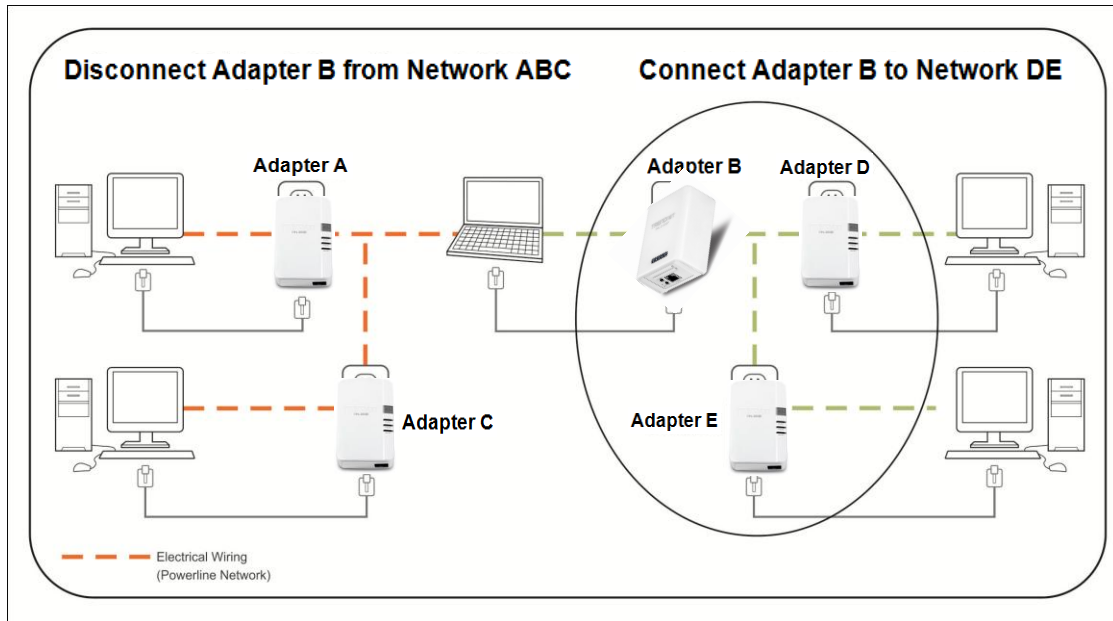 Disconnect Adapter B from Network ABC
Connect Adapter B to Network DE
Adapter A
Adapter B
Adapter D
Adapter C
Adapter E
Electrical Wiring
(Powerline Network)